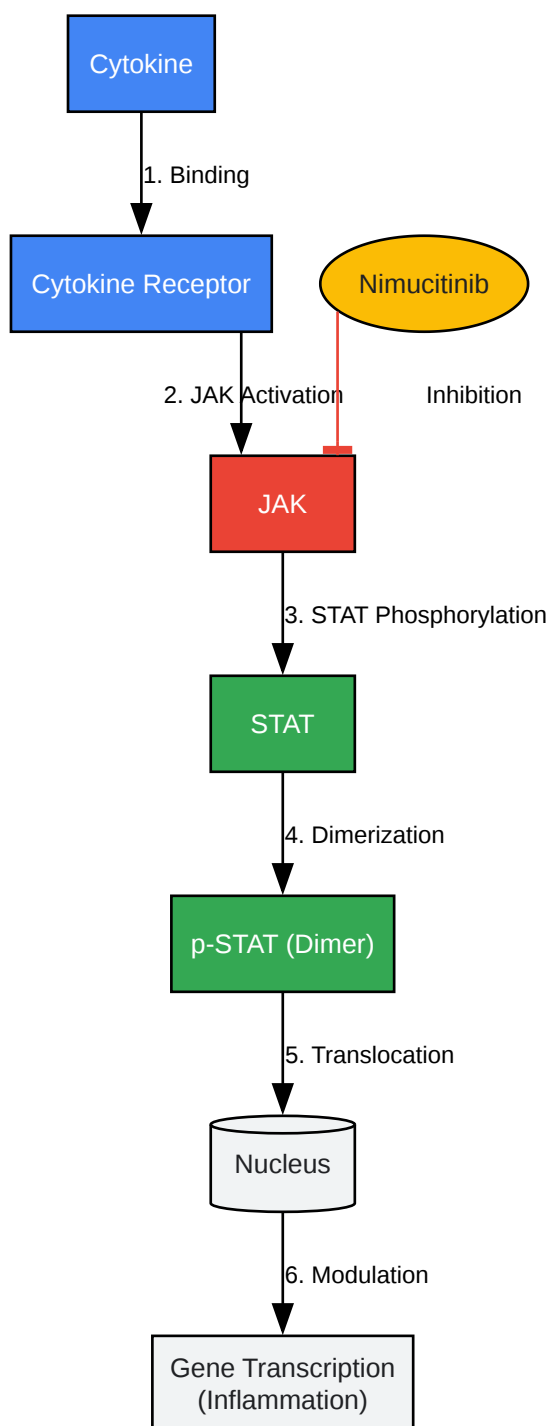 Cytokine
1. Binding
Cytokine Receptor
Nimucitinib
2. JAK Activation
Inhibition
JAK
3. STAT Phosphorylation
STAT
4. Dimerization
p-STAT (Dimer)
5. Translocation
Nucleus
6. Modulation
Gene Transcription
(Inflammation)